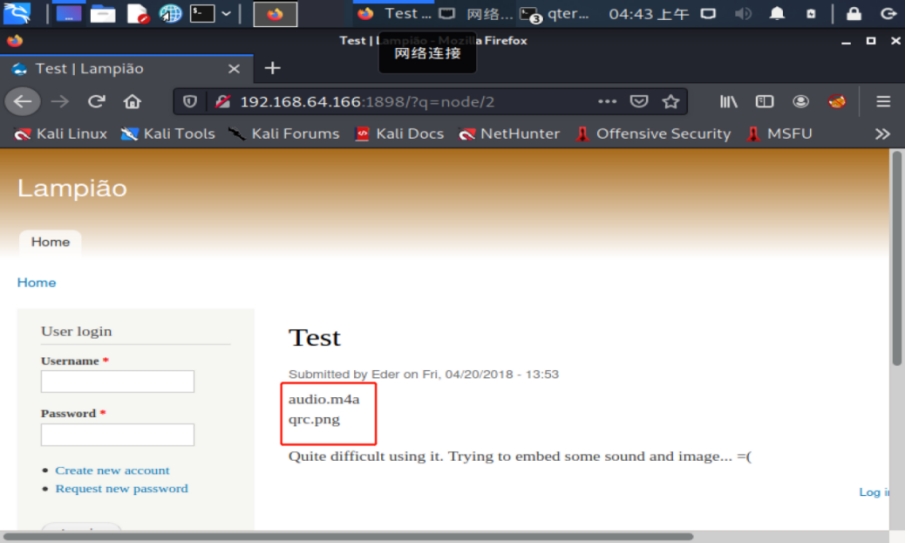 Test ...
网络...
3
qter...
04:43 上午
Test | Lampião - Mozilla Firefox
网络连接
Test | Lampião
192.168.64.166:1898/?q=node/2
Kali Linux
Kali Tools
Kali Forums
Kali Docs
NetHunter
Offensive Security
MSFU
Lampião
Home
Home
User login
Username *
Password *
Create new account
Request new password
Test
Submitted by Eder on Fri, 04/20/2018 - 13:53
audio.m4a
qrc.png
Quite difficult using it. Trying to embed some sound and image... =(
Log i